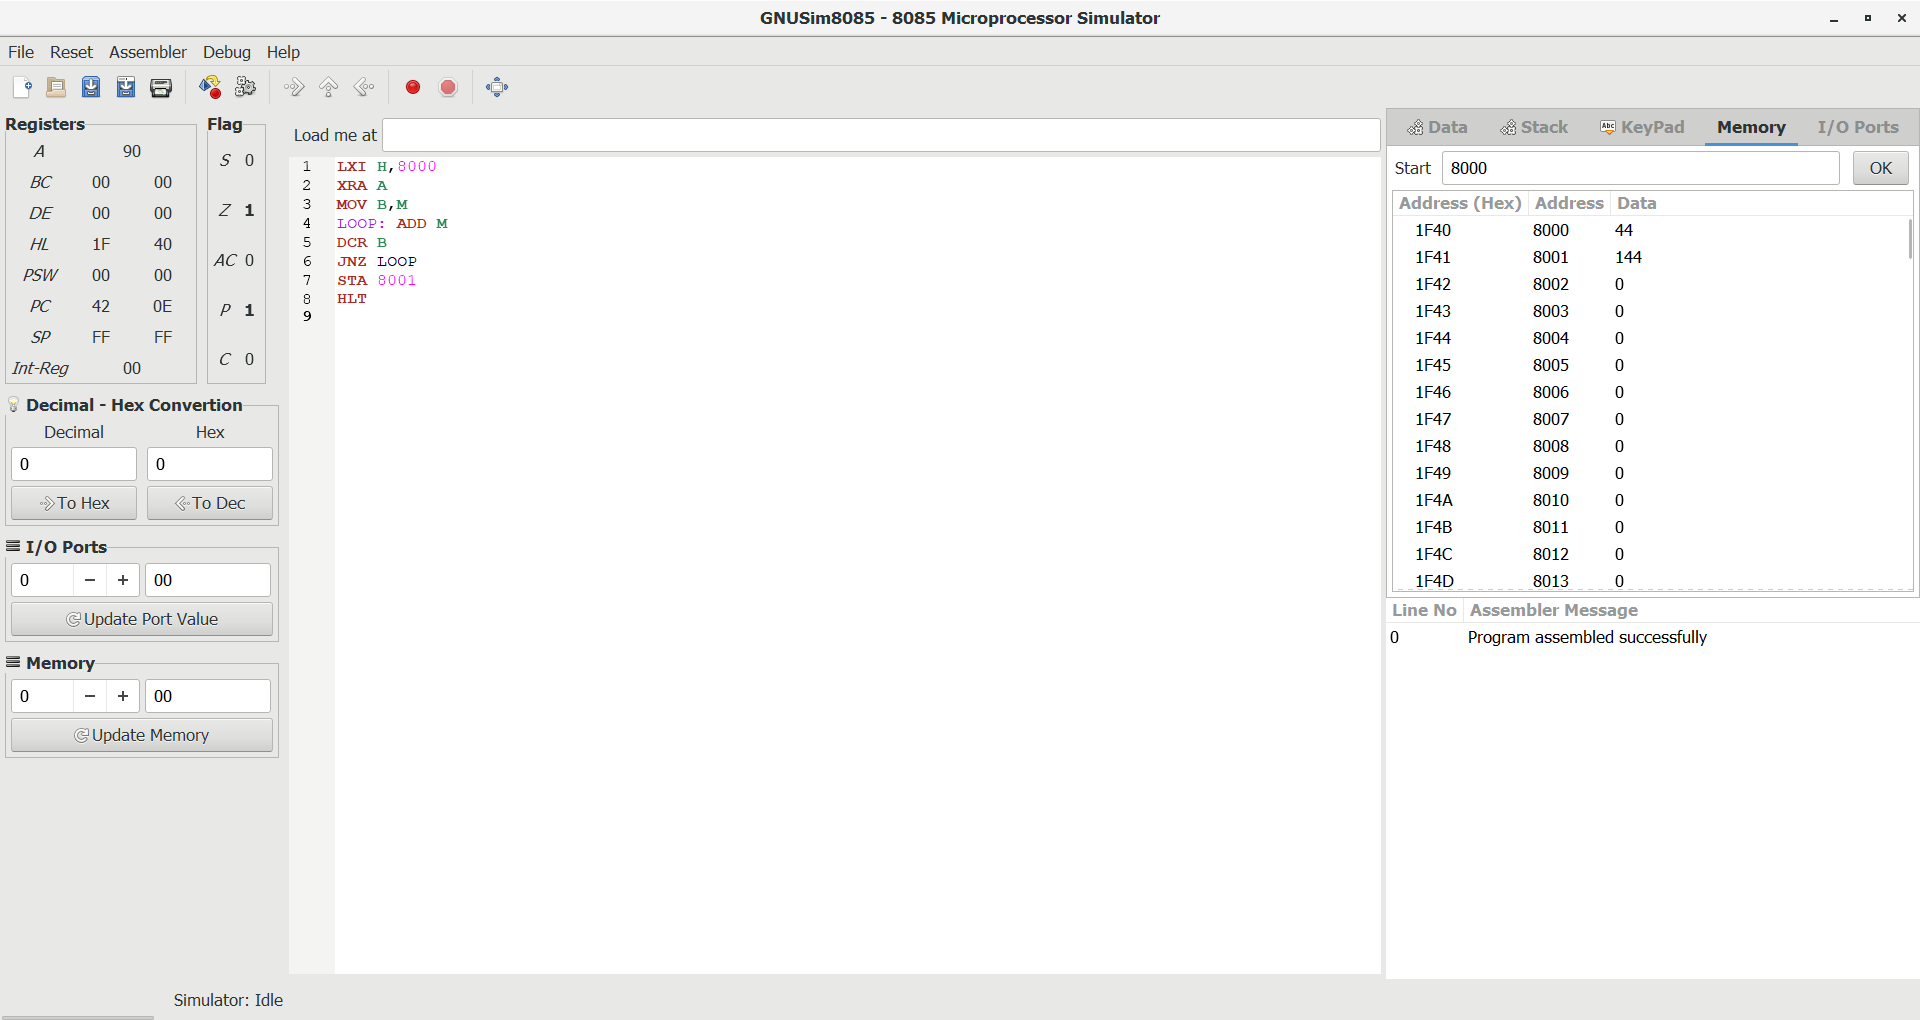 GNUSim8085 - 8085 Microprocessor Simulator
File Reset Assembler Debug Help
Registers
A 90
BC 00 00
DE 00 00
HL 1F 40
PSW 00 00
PC 42 0E
SP FF FF
Int-Reg 00
Flag
S 0
Z 1
AC 0
P 1
C 0
Decimal - Hex Convertion
Decimal Hex
0 0
To Hex To Dec
I/O Ports
0 − + 00
Update Port Value
Memory
0 − + 00
Update Memory
Load me at
1 LXI H,8000
2 XRA A
3 MOV B,M
4 LOOP: ADD M
5 DCR B
6 JNZ LOOP
7 STA 8001
8 HLT
9
Data Stack Abc KeyPad Memory I/O Ports
Start 8000 OK
Address (Hex) Address Data
1F40 8000 44
1F41 8001 144
1F42 8002 0
1F43 8003 0
1F44 8004 0
1F45 8005 0
1F46 8006 0
1F47 8007 0
1F48 8008 0
1F49 8009 0
1F4A 8010 0
1F4B 8011 0
1F4C 8012 0
1F4D 8013 0
Line No Assembler Message
0 Program assembled successfully
Simulator: Idle